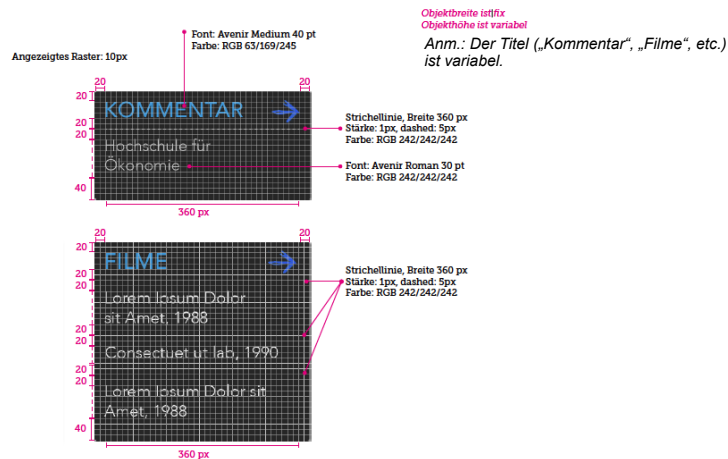 Objektbreite ist fix
Objekthöhe ist variabel
Anm.: Der Titel („Kommentar“, „Filme“, etc.)
ist variabel.
Font: Avenir Medium 40 pt
Farbe: RGB 63/169/245
Angezeigtes Raster: 10px
20 20
20
KOMMENTAR
20
20
Hochschule für
Ökonomie
40
360 px
Strichellinie, Breite 360 px
Stärke: 1px, dashed: 5px
Farbe: RGB 242/242/242
Font: Avenir Roman 30 pt
Farbe: RGB 242/242/242
20 20
20
FILME
20
20
Lorem Ipsum Dolor
sit Amet, 1988
20
20
Consectuet ut lab, 1990
20
20
Lorem Ipsum Dolor sit
Amet, 1988
40
360 px
Strichellinie, Breite 360 px
Stärke: 1px, dashed: 5px
Farbe: RGB 242/242/242